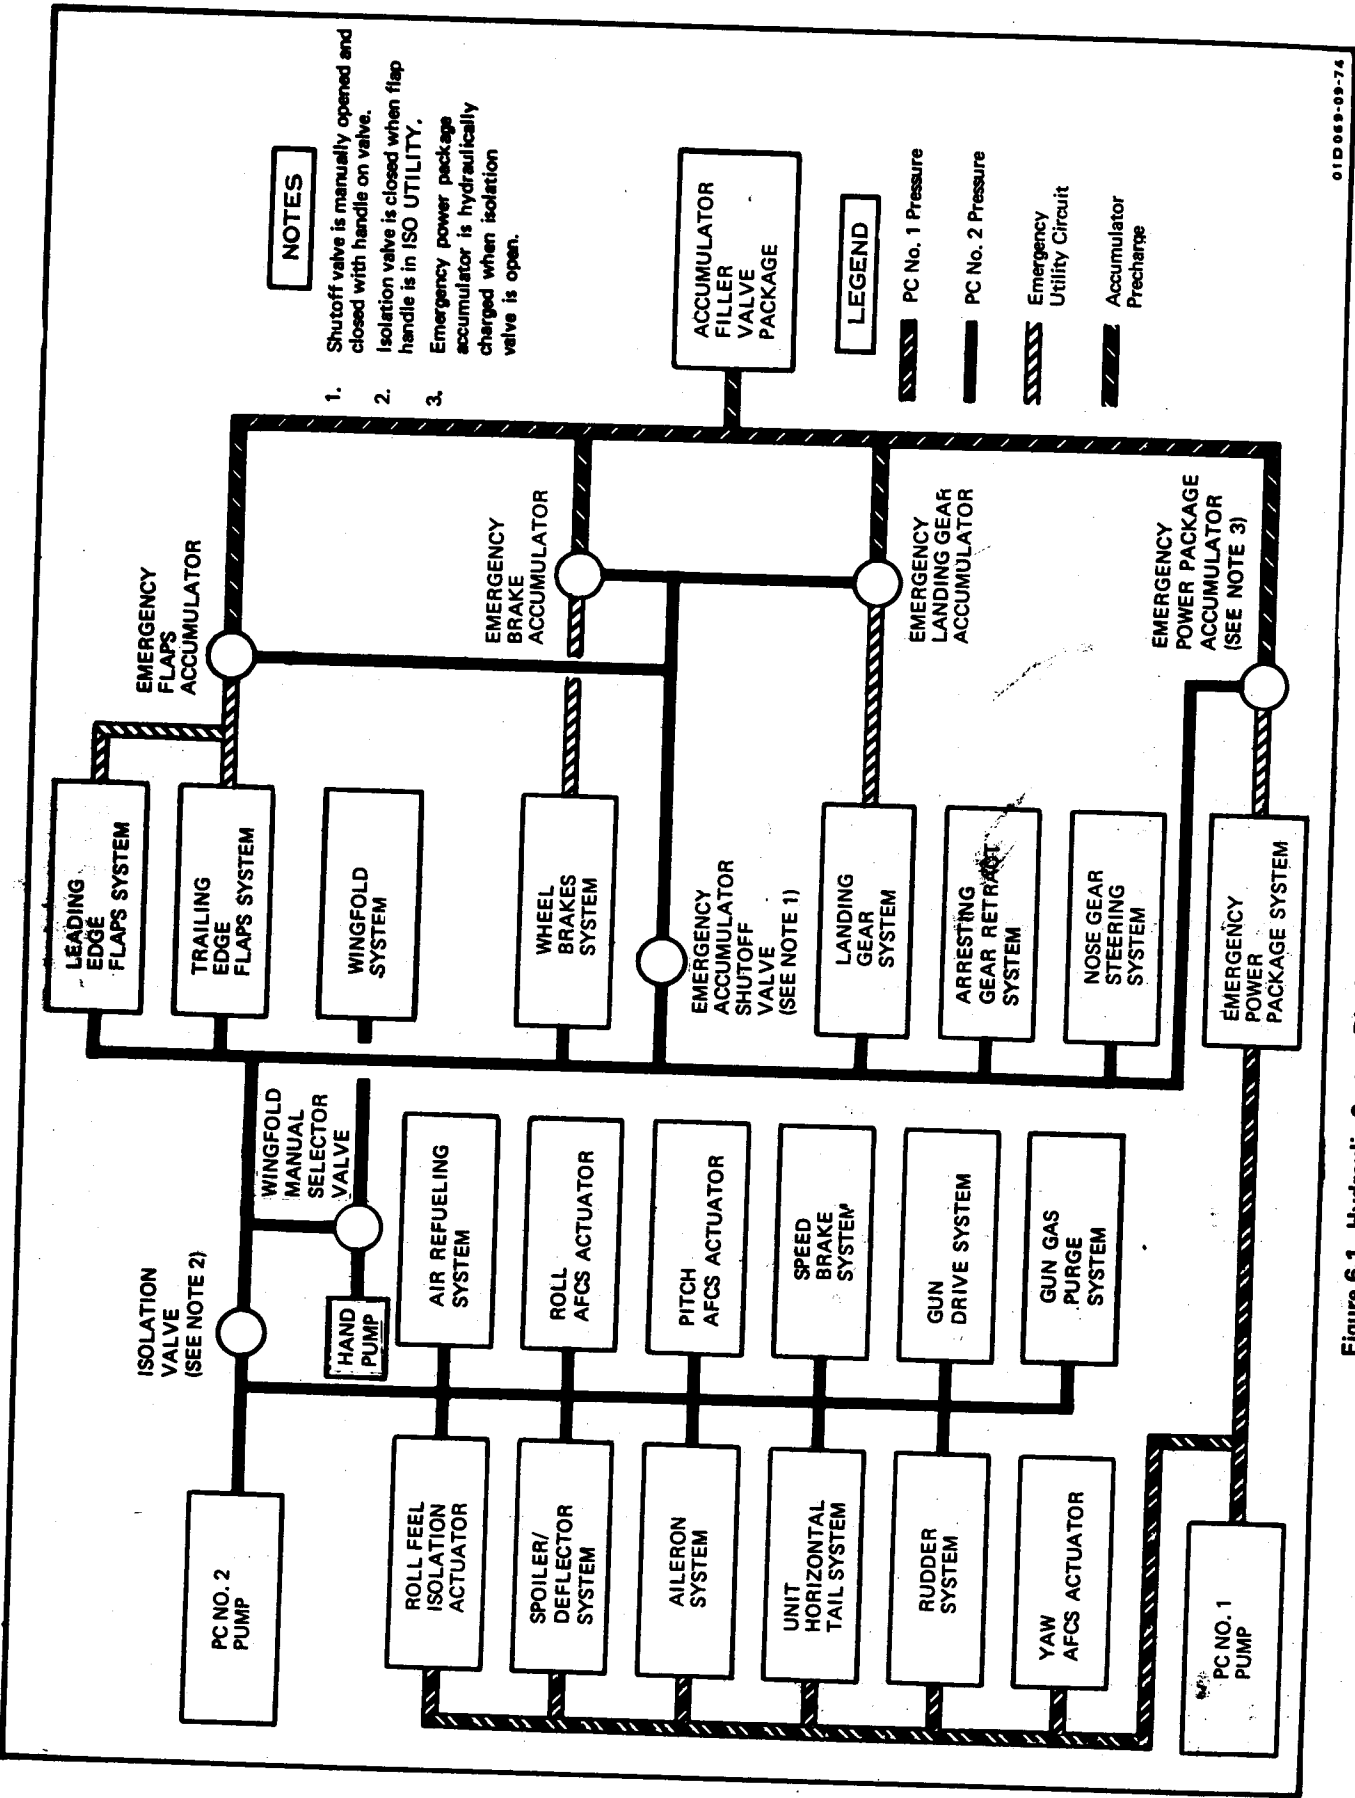 PC NO. 2
PUMP
ISOLATION
VALVE
(SEE NOTE 2)
LEADING
EDGE
FLAPS SYSTEM
TRAILING
EDGE
FLAPS SYSTEM
EMERGENCY
FLAPS
ACCUMULATOR
NOTES
1. Shutoff valve is manually opened and
closed with handle on valve.
2. Isolation valve is closed when flap
handle is in ISO UTILITY.
3. Emergency power package
accumulator is hydraulically
charged when isolation
valve is open.
WINGFOLD
MANUAL
SELECTOR
VALVE
HAND
PUMP
WINGFOLD
SYSTEM
ROLL FEEL
ISOLATION
ACTUATOR
AIR REFUELING
SYSTEM
SPOILER/
DEFLECTOR
SYSTEM
ROLL
AFCS ACTUATOR
WHEEL
BRAKES
SYSTEM
EMERGENCY
BRAKE
ACCUMULATOR
AILERON
SYSTEM
PITCH
AFCS ACTUATOR
EMERGENCY
ACCUMULATOR
SHUTOFF
VALVE
(SEE NOTE 1)
ACCUMULATOR
FILLER
VALVE
PACKAGE
UNIT
HORIZONTAL
TAIL SYSTEM
SPEED
BRAKE
SYSTEM
LANDING
GEAR
SYSTEM
EMERGENCY
LANDING GEAR
ACCUMULATOR
RUDDER
SYSTEM
GUN
DRIVE SYSTEM
ARRESTING
GEAR RETRACT
SYSTEM
YAW
AFCS ACTUATOR
GUN GAS
PURGE
SYSTEM
NOSE GEAR
STEERING
SYSTEM
LEGEND
PC No. 1 Pressure
PC No. 2 Pressure
Emergency
Utility Circuit
Accumulator
Precharge
PC NO. 1
PUMP
EMERGENCY
POWER
PACKAGE SYSTEM
EMERGENCY
POWER PACKAGE
ACCUMULATOR
(SEE NOTE 3)
01D069-09-74